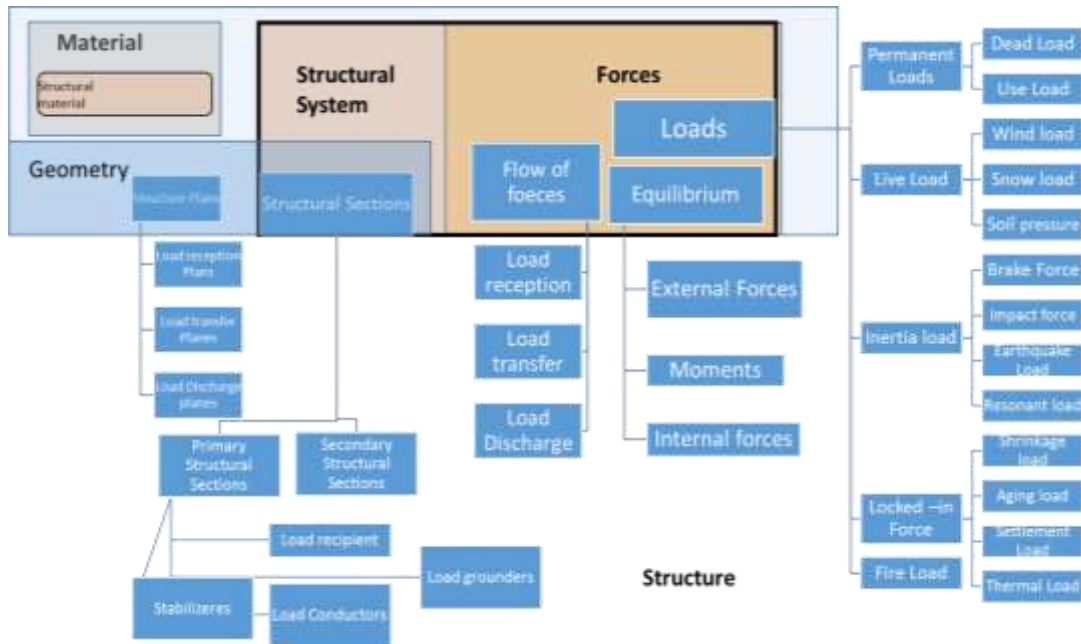 Material
Structural
material
Structural
System
Forces
Loads
Geometry
Structure Plans
Structural Sections
Flow of
foeces
Equilibrium
Load reception
Plans
Load transfer
Planes
Load Discharge
planes
Load
reception
Load
transfer
Load
Discharge
External Forces
Moments
Internal forces
Primary
Structural
Sections
Secondary
Structural
Sections
Load recipient
Load grounders
Stabilizeres
Load Conductors
Structure
Permanent
Loads
Dead Load
Use Load
Live Load
Wind load
Snow load
Soil pressure
Inertia load
Brake Force
Impact force
Earthquake
Load
Resonant load
Locked –in
Force
Shrinkage
load
Aging load
Settlement
Load
Thermal Load
Fire Load